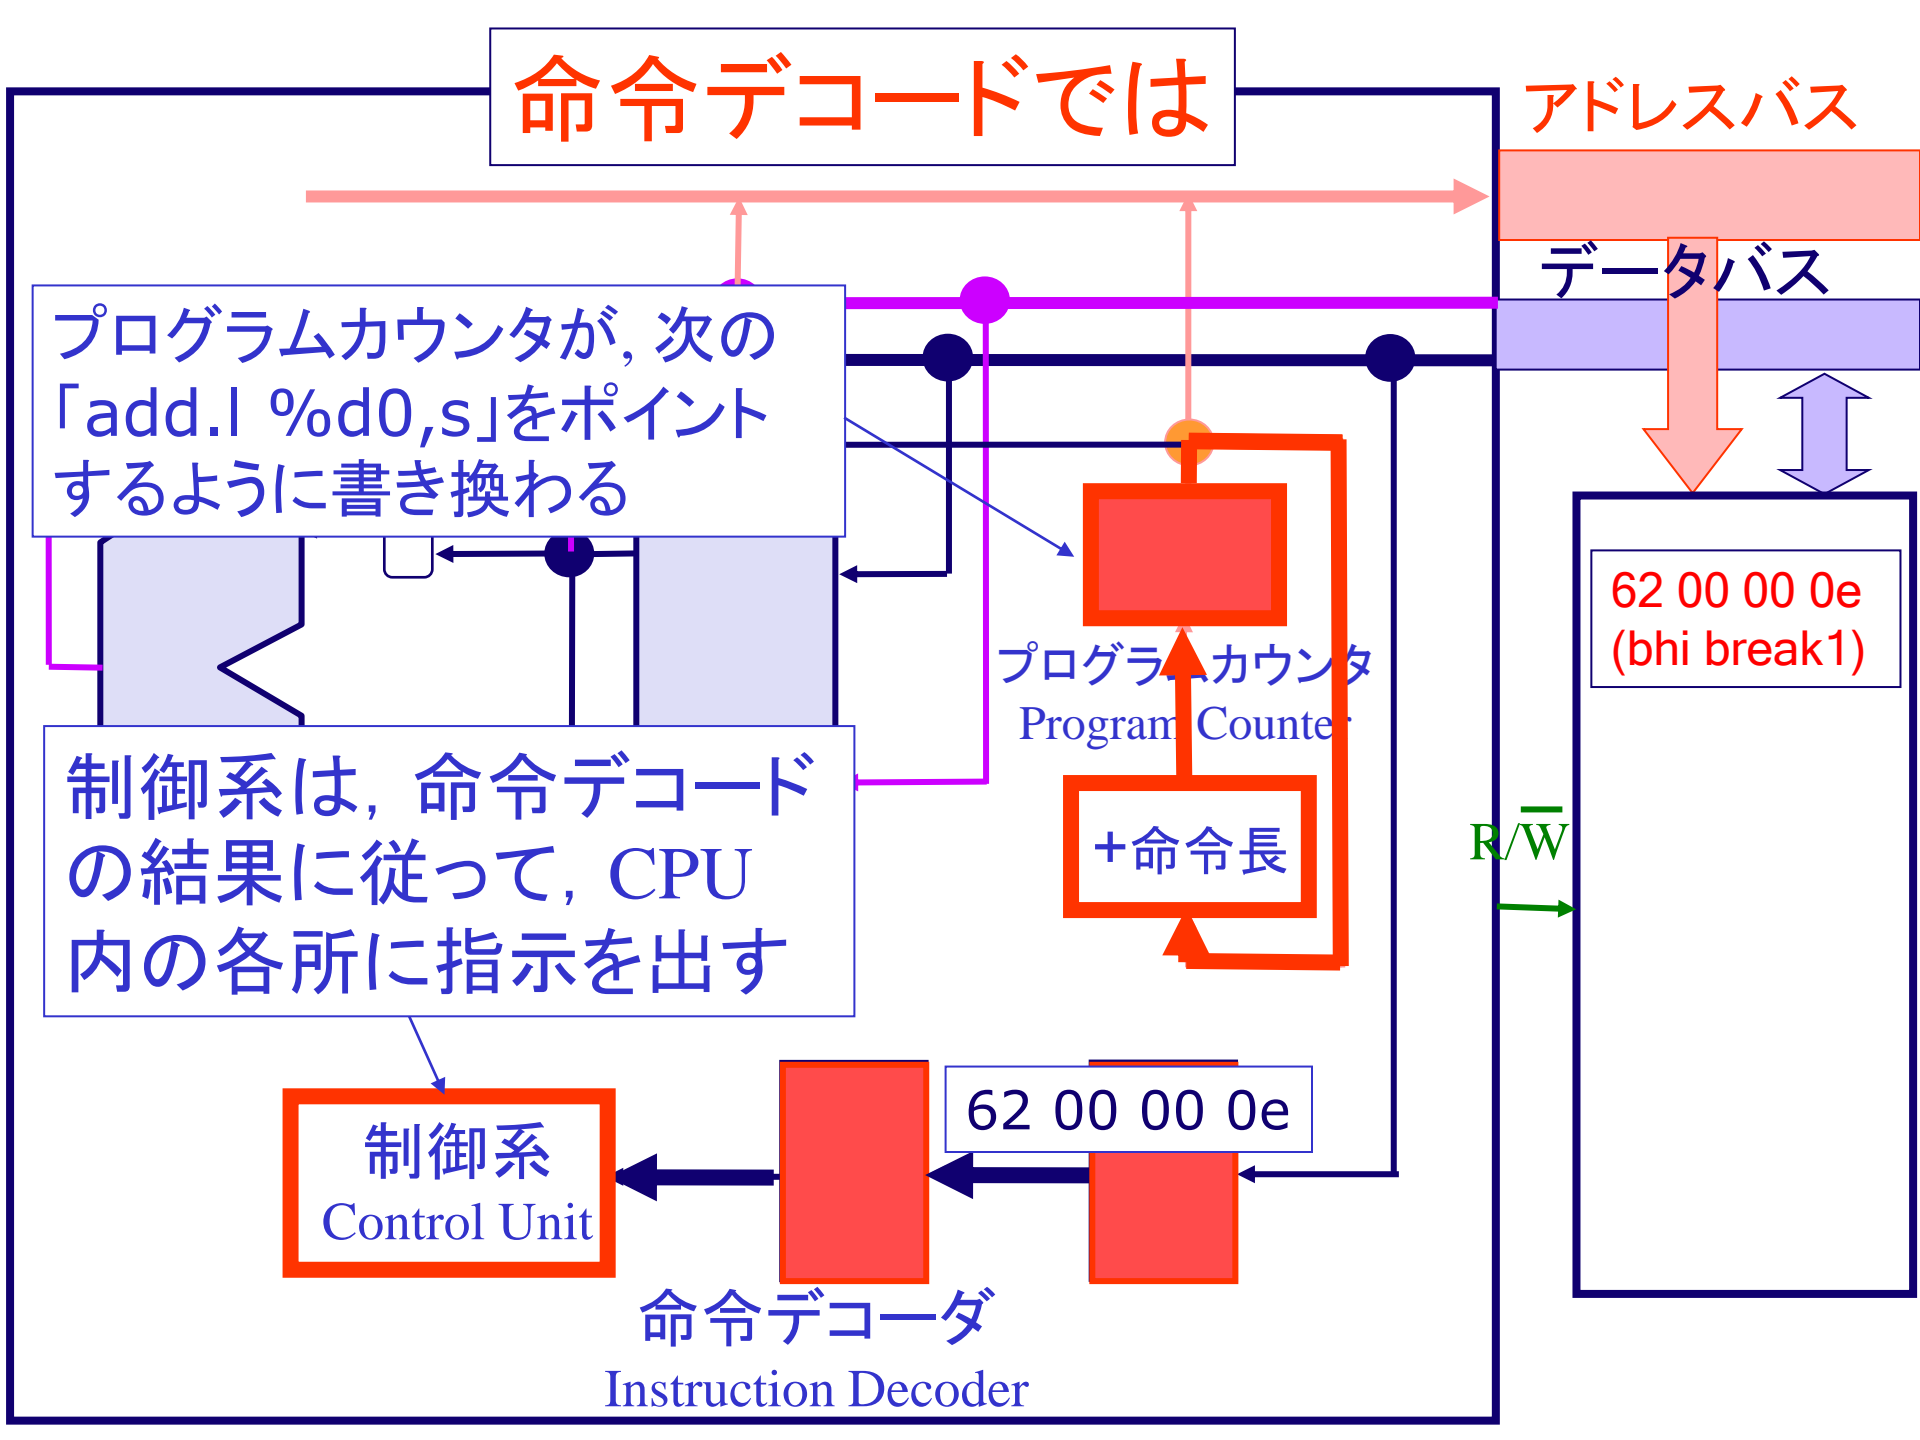 命令デコードでは
アドレスバス
データバス
プログラムカウンタが, 次の
「add.l %d0,s」をポイント
するように書き換わる
62 00 00 0e
(bhi break1)
プログラムカウンタ
Program Counter
制御系は, 命令デコード
の結果に従って, CPU
内の各所に指示を出す
+命令長
R/W̅
62 00 00 0e
制御系
Control Unit
命令デコーダ
Instruction Decoder